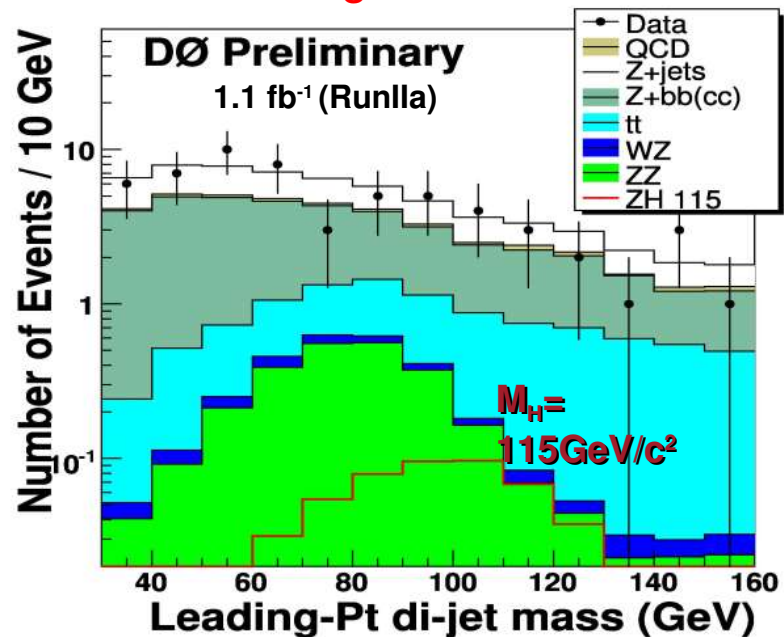 DØ Preliminary
1.1 fb⁻¹ (RunIIa)
Data
QCD
Z+jets
Z+bb(cc)
tt
WZ
ZZ
ZH 115
Number of Events / 10 GeV
10
1
10⁻¹
M_H=
115GeV/c²
40 60 80 100 120 140 160
Leading-Pt di-jet mass (GeV)